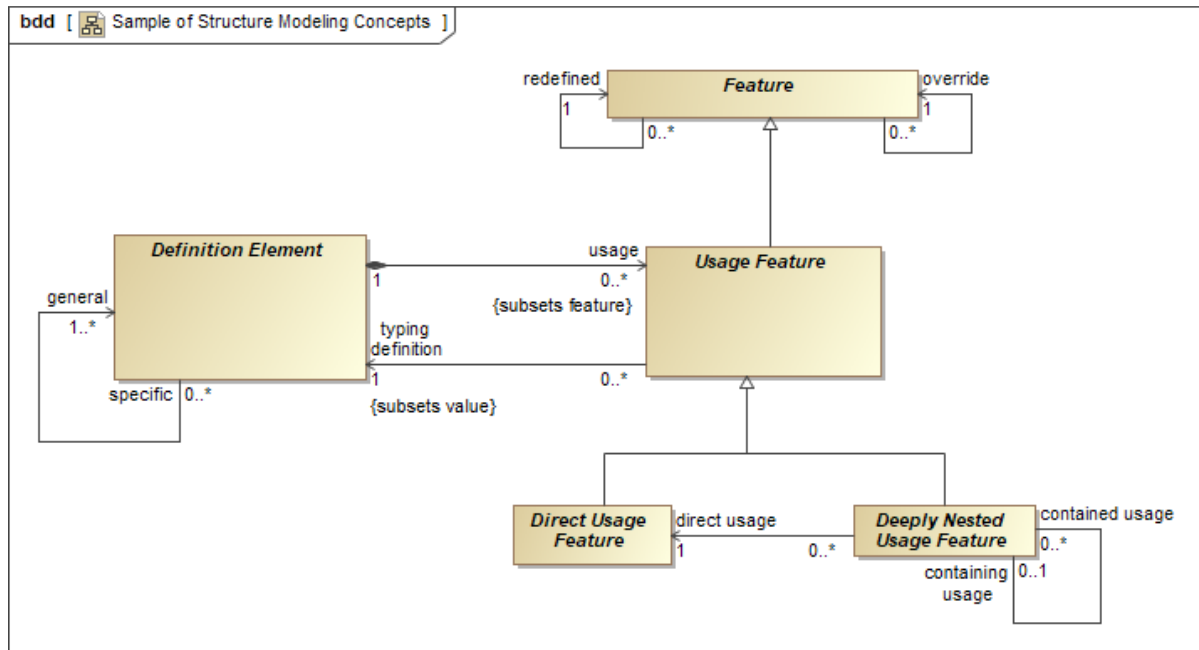 bdd [ Sample of Structure Modeling Concepts ]
redefined
Feature
override
1
0..*
0..*
1
Definition Element
usage
Usage Feature
1
0..*
{subsets feature}
general
1..*
typing
definition
1
0..*
{subsets value}
specific
0..*
Direct Usage
Feature
direct usage
1
0..*
Deeply Nested
Usage Feature
contained usage
0..*
containing
usage
0..1